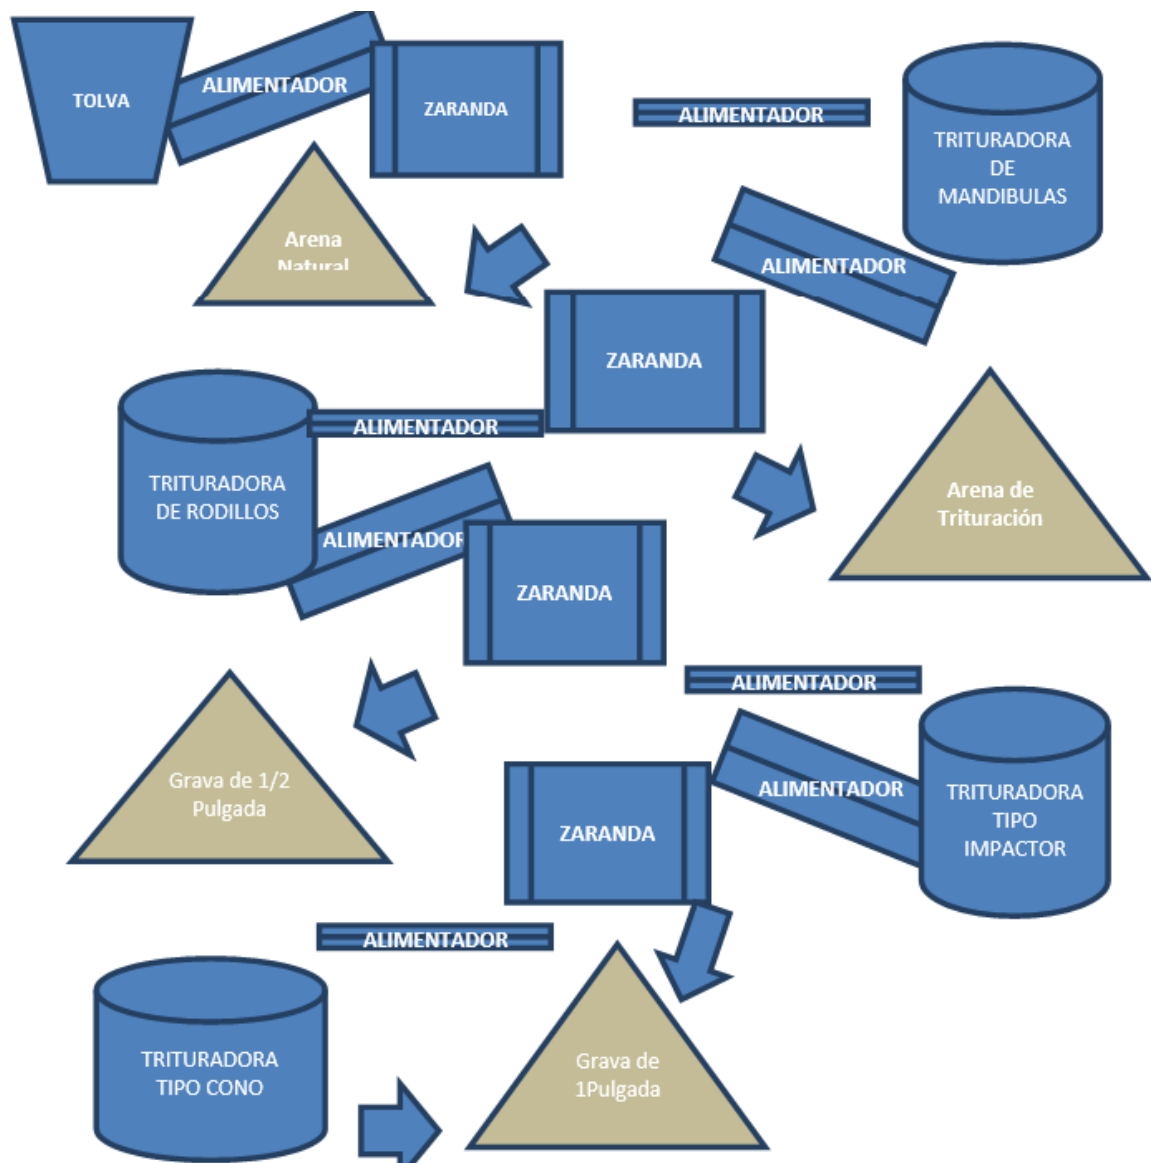 TOLVA
ALIMENTADOR
ZARANDA
ALIMENTADOR
TRITURADORA
DE
MANDIBULAS
Arena
Natural
ALIMENTADOR
ZARANDA
ALIMENTADOR
TRITURADORA
DE RODILLOS
Arena de
Trituración
ALIMENTADOR
ZARANDA
ALIMENTADOR
Grava de 1/2
Pulgada
ALIMENTADOR
TRITURADORA
TIPO
IMPACTOR
ZARANDA
ALIMENTADOR
TRITURADORA
TIPO CONO
Grava de
1Pulgada